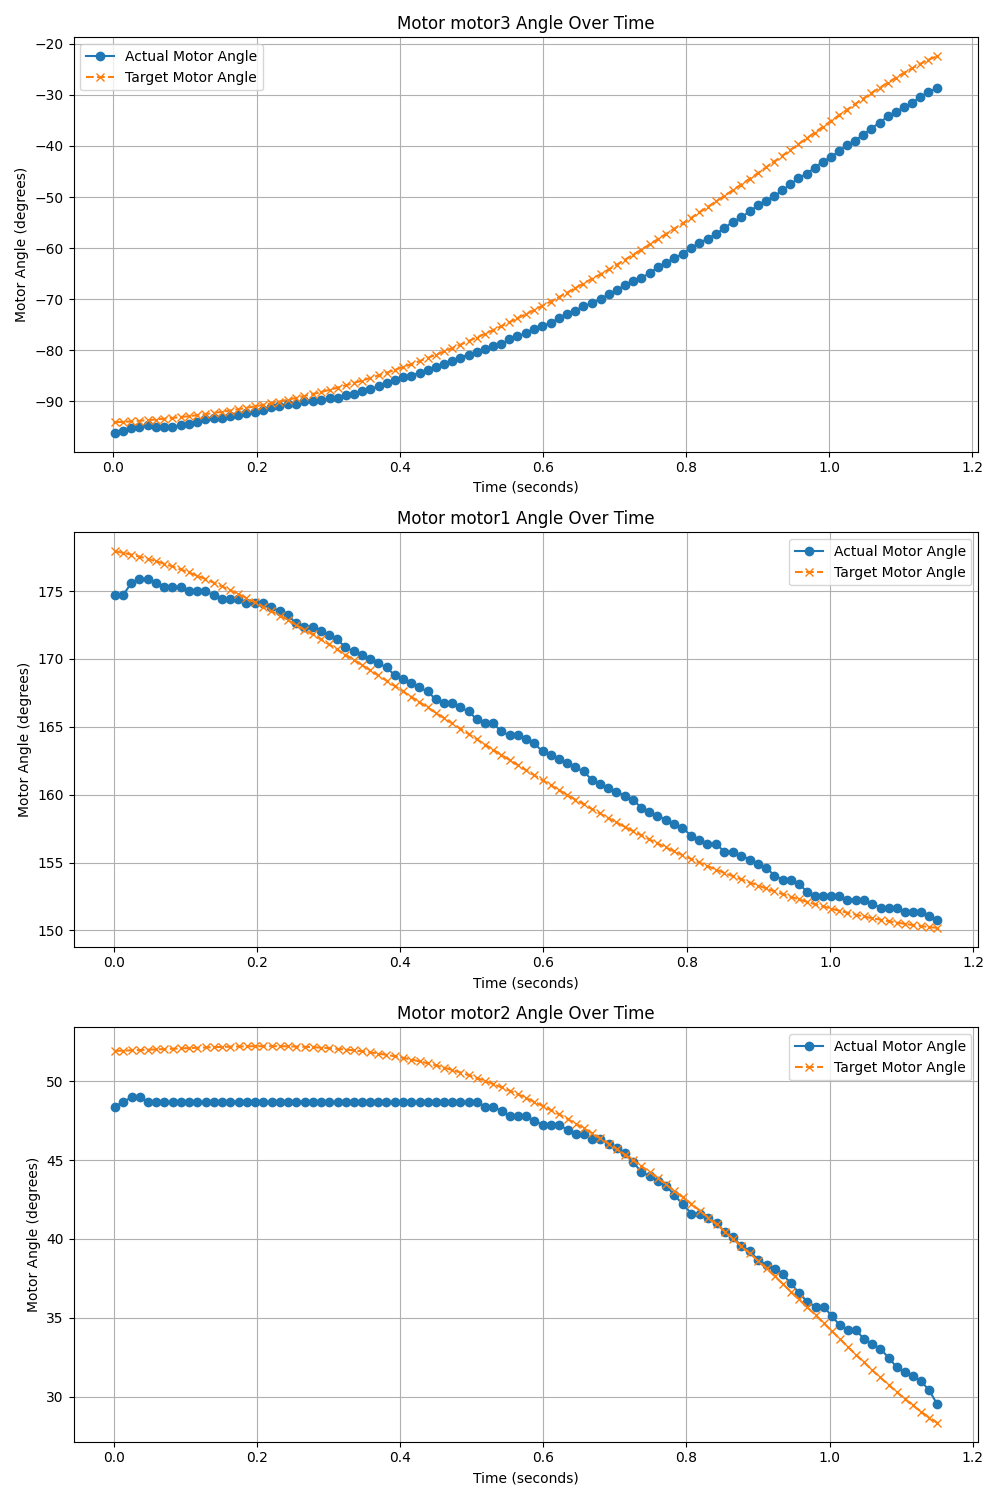 Motor motor3 Angle Over Time
Actual Motor Angle
Target Motor Angle
Motor Angle (degrees)
−20
−30
−40
−50
−60
−70
−80
−90
0.0 0.2 0.4 0.6 0.8 1.0 1.2
Time (seconds)
Motor motor1 Angle Over Time
Actual Motor Angle
Target Motor Angle
Motor Angle (degrees)
175
170
165
160
155
150
0.0 0.2 0.4 0.6 0.8 1.0 1.2
Time (seconds)
Motor motor2 Angle Over Time
Actual Motor Angle
Target Motor Angle
Motor Angle (degrees)
50
45
40
35
30
0.0 0.2 0.4 0.6 0.8 1.0 1.2
Time (seconds)